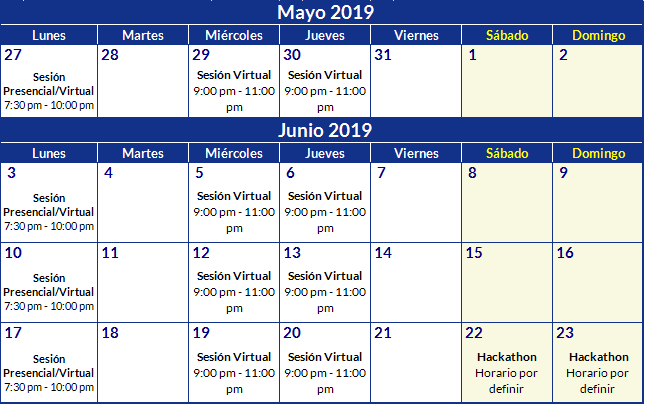 Mayo 2019
Lunes Martes Miércoles Jueves Viernes Sábado Domingo
27 28 29 30 31 1 2
Sesión Presencial/Virtual 7:30 pm - 10:00 pm
Sesión Virtual 9:00 pm - 11:00 pm
Sesión Virtual 9:00 pm - 11:00 pm
Junio 2019
Lunes Martes Miércoles Jueves Viernes Sábado Domingo
3 4 5 6 7 8 9
Sesión Presencial/Virtual 7:30 pm - 10:00 pm
Sesión Virtual 9:00 pm - 11:00 pm
Sesión Virtual 9:00 pm - 11:00 pm
10 11 12 13 14 15 16
Sesión Presencial/Virtual 7:30 pm - 10:00 pm
Sesión Virtual 9:00 pm - 11:00 pm
Sesión Virtual 9:00 pm - 11:00 pm
17 18 19 20 21 22 23
Sesión Presencial/Virtual 7:30 pm - 10:00 pm
Sesión Virtual 9:00 pm - 11:00 pm
Sesión Virtual 9:00 pm - 11:00 pm
Hackathon Horario por definir
Hackathon Horario por definir